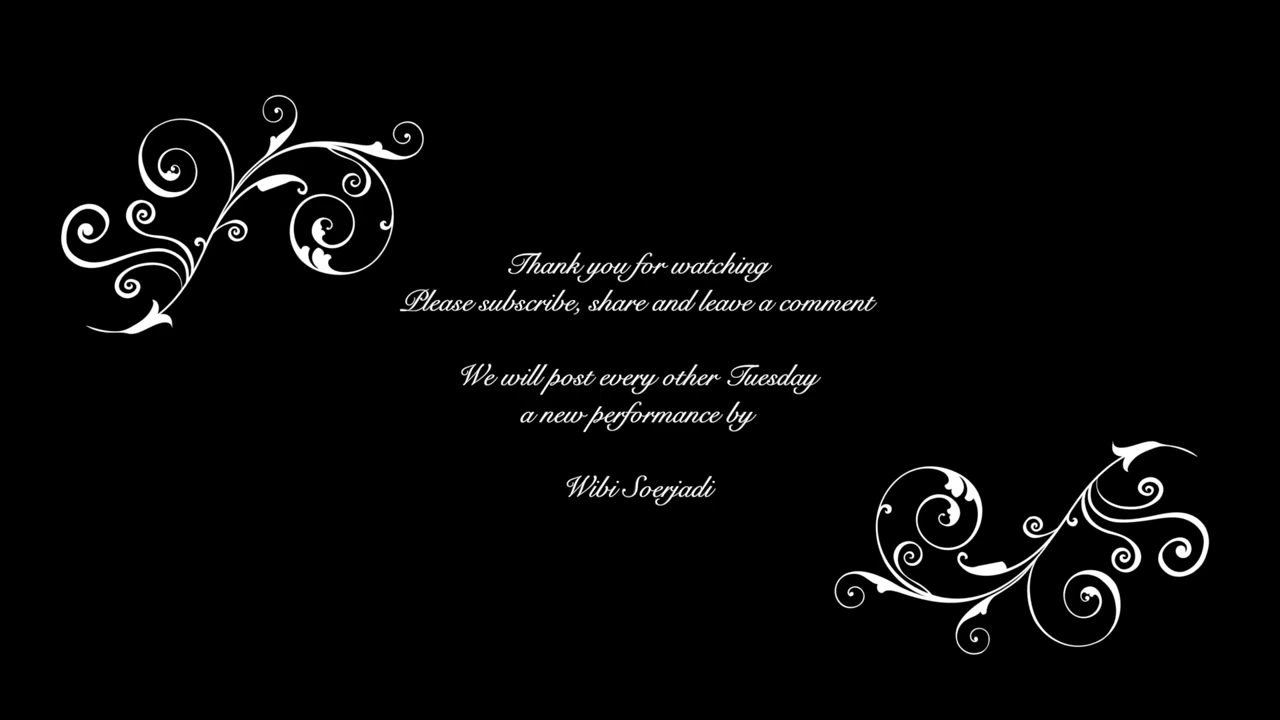 Thank you for watching
Please subscribe, share and leave a comment
We will post every other Tuesday
a new performance by
Wibi Soerjadi